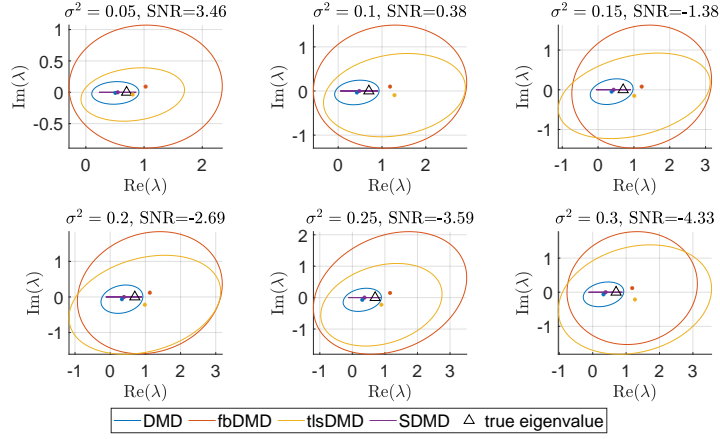 σ² = 0.05, SNR=3.46
σ² = 0.1, SNR=0.38
σ² = 0.15, SNR=-1.38
Im(λ)
1
0.5
0
-0.5
0
1
2
Re(λ)
Im(λ)
1
0
-1
0
1
2
Re(λ)
Im(λ)
1
0
-1
-1
0
1
2
3
Re(λ)
σ² = 0.2, SNR=-2.69
σ² = 0.25, SNR=-3.59
σ² = 0.3, SNR=-4.33
Im(λ)
1
0
-1
-1
0
1
2
3
Re(λ)
Im(λ)
2
1
0
-1
0
1
2
3
Re(λ)
Im(λ)
1
0
-1
-1
0
1
2
3
Re(λ)
DMD fbDMD tlsDMD SDMD true eigenvalue